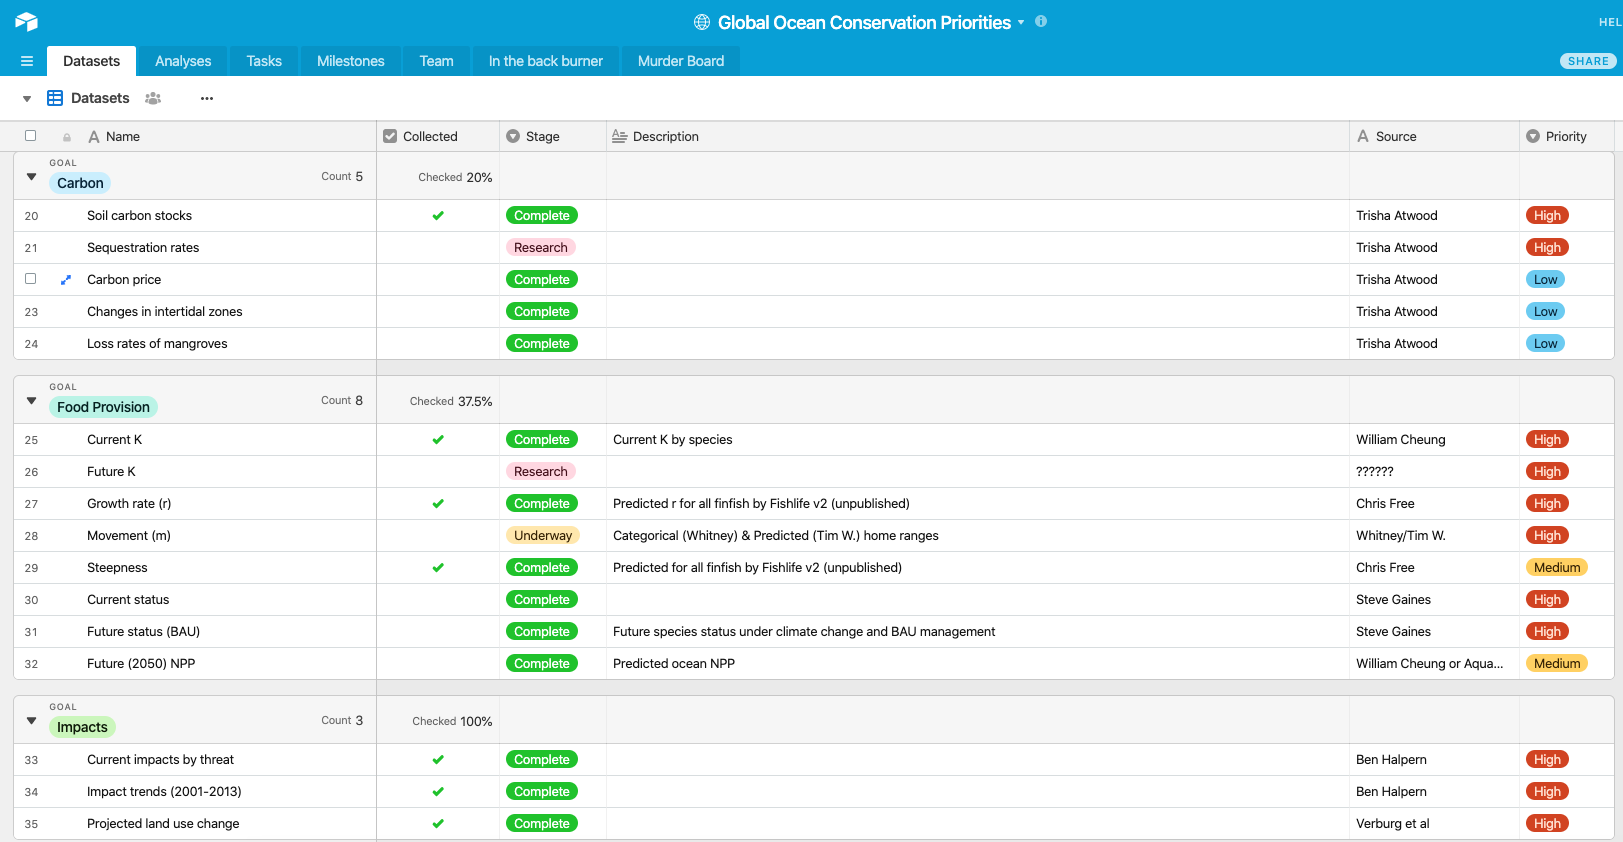 Global Ocean Conservation Priorities
HEL
Datasets Analyses Tasks Milestones Team In the back burner Murder Board
SHARE
Datasets ...
Name Collected Stage Description Source Priority
GOAL
Carbon Count 5 Checked 20%
20 Soil carbon stocks Complete Trisha Atwood High
21 Sequestration rates Research Trisha Atwood High
Carbon price Complete Trisha Atwood Low
23 Changes in intertidal zones Complete Trisha Atwood Low
24 Loss rates of mangroves Complete Trisha Atwood Low
GOAL
Food Provision Count 8 Checked 37.5%
25 Current K Complete Current K by species William Cheung High
26 Future K Research ?????? High
27 Growth rate (r) Complete Predicted r for all finfish by Fishlife v2 (unpublished) Chris Free High
28 Movement (m) Underway Categorical (Whitney) & Predicted (Tim W.) home ranges Whitney/Tim W. High
29 Steepness Complete Predicted for all finfish by Fishlife v2 (unpublished) Chris Free Medium
30 Current status Complete Steve Gaines High
31 Future status (BAU) Complete Future species status under climate change and BAU management Steve Gaines High
32 Future (2050) NPP Complete Predicted ocean NPP William Cheung or Aqua... Medium
GOAL
Impacts Count 3 Checked 100%
33 Current impacts by threat Complete Ben Halpern High
34 Impact trends (2001-2013) Complete Ben Halpern High
35 Projected land use change Complete Verburg et al High